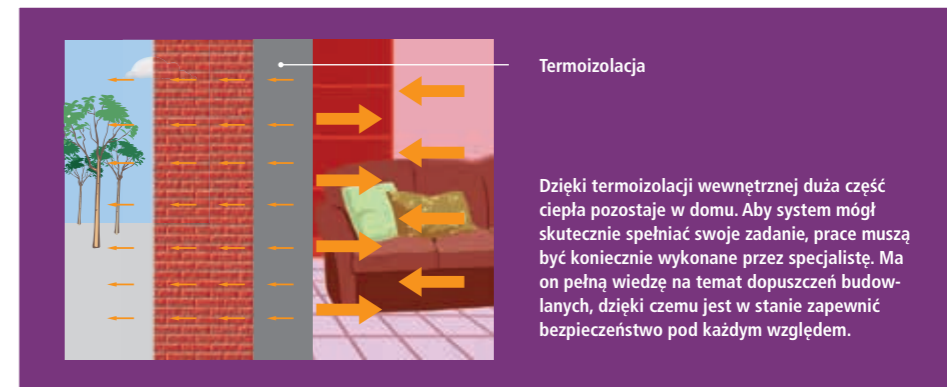 Termoizolacja
Dzięki termoizolacji wewnętrznej duża część
ciepła pozostaje w domu. Aby system mógł
skutecznie spełniać swoje zadanie, prace muszą
być koniecznie wykonane przez specjalistę. Ma
on pełną wiedzę na temat dopuszczeń budow-
lanych, dzięki czemu jest w stanie zapewnić
bezpieczeństwo pod każdym względem.